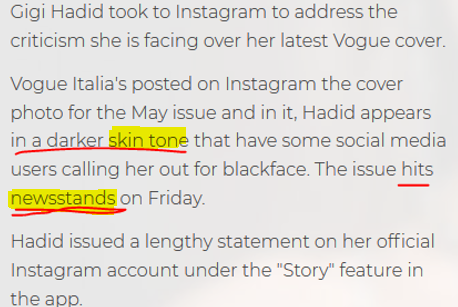 Gigi Hadid took to Instagram to address the
criticism she is facing over her latest Vogue cover.
Vogue Italia's posted on Instagram the cover
photo for the May issue and in it, Hadid appears
in a darker skin tone that have some social media
users calling her out for blackface. The issue hits
newsstands on Friday.
Hadid issued a lengthy statement on her official
Instagram account under the "Story" feature in
the app.